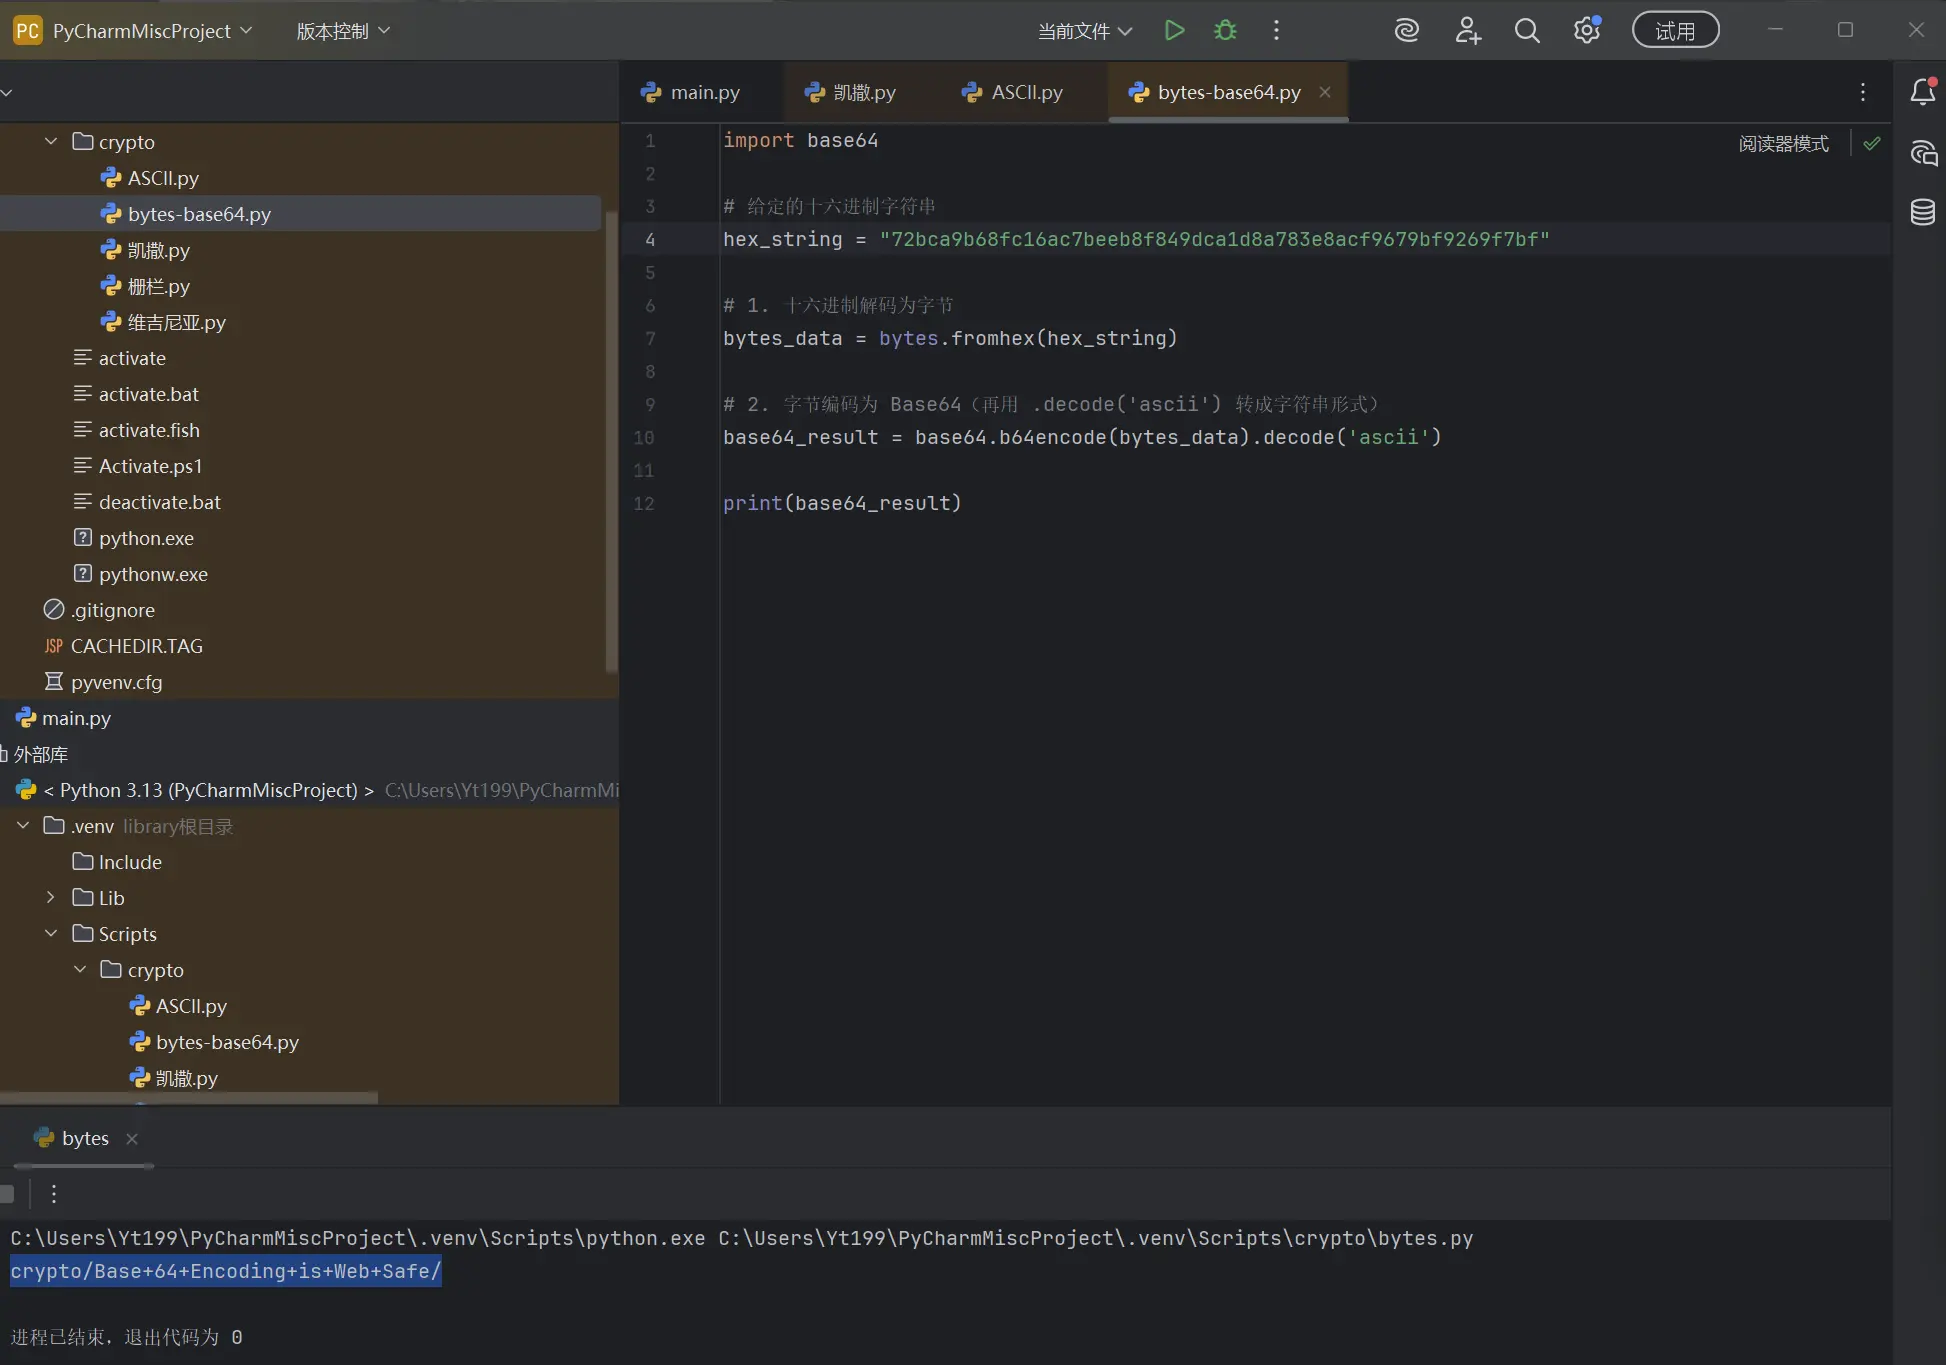 PC PyCharmMiscProject 版本控制 当前文件 试用
main.py 凯撒.py ASCII.py bytes-base64.py
crypto
ASCII.py
bytes-base64.py
凯撒.py
栅栏.py
维吉尼亚.py
activate
activate.bat
activate.fish
Activate.ps1
deactivate.bat
python.exe
pythonw.exe
.gitignore
JSP CACHEDIR.TAG
pyvenv.cfg
main.py
外部库
< Python 3.13 (PyCharmMiscProject) > C:\Users\Yt199\PyCharmMi
.venv library根目录
Include
Lib
Scripts
crypto
ASCII.py
bytes-base64.py
凯撒.py
阅读器模式
1 import base64
2
3 # 给定的十六进制字符串
4 hex_string = "72bca9b68fc16ac7beeb8f849dca1d8a783e8acf9679bf9269f7bf"
5
6 # 1. 十六进制解码为字节
7 bytes_data = bytes.fromhex(hex_string)
8
9 # 2. 字节编码为 Base64（再用 .decode('ascii') 转成字符串形式）
10 base64_result = base64.b64encode(bytes_data).decode('ascii')
11
12 print(base64_result)
bytes
C:\Users\Yt199\PyCharmMiscProject\.venv\Scripts\python.exe C:\Users\Yt199\PyCharmMiscProject\.venv\Scripts\crypto\bytes.py
crypto/Base+64+Encoding+is+Web+Safe/
进程已结束，退出代码为 0